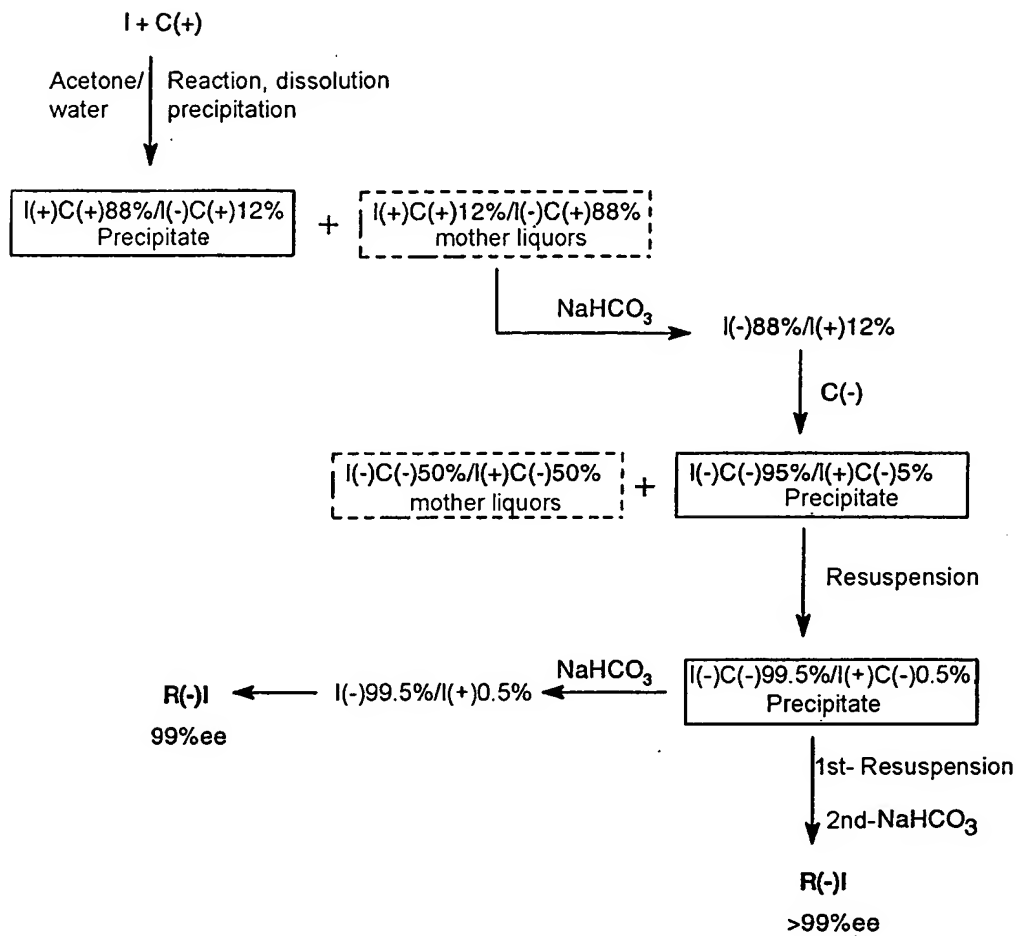 I + C(+)
Acetone/ Reaction, dissolution
water precipitation
I(+)C(+)88%/I(-)C(+)12%
Precipitate
+
I(+)C(+)12%/I(-)C(+)88%
mother liquors
NaHCO3
I(-)88%/I(+)12%
C(-)
I(-)C(-)50%/I(+)C(-)50%
mother liquors
+
I(-)C(-)95%/I(+)C(-)5%
Precipitate
Resuspension
R(-)I
99%ee
I(-)99.5%/I(+)0.5%
NaHCO3
I(-)C(-)99.5%/I(+)C(-)0.5%
Precipitate
1st- Resuspension
2nd-NaHCO3
R(-)I
>99%ee